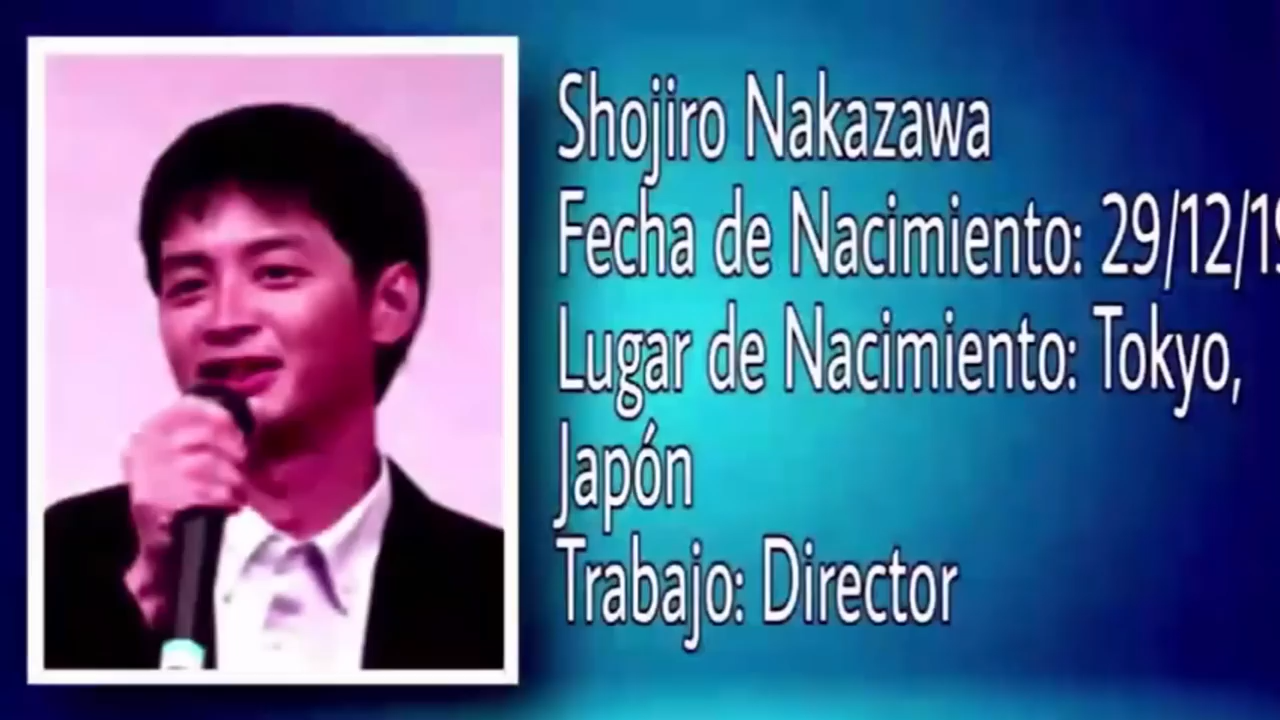 Shojiro Nakazawa
Fecha de Nacimiento: 29/12/19
Lugar de Nacimiento: Tokyo,
Japón
Trabajo: Director